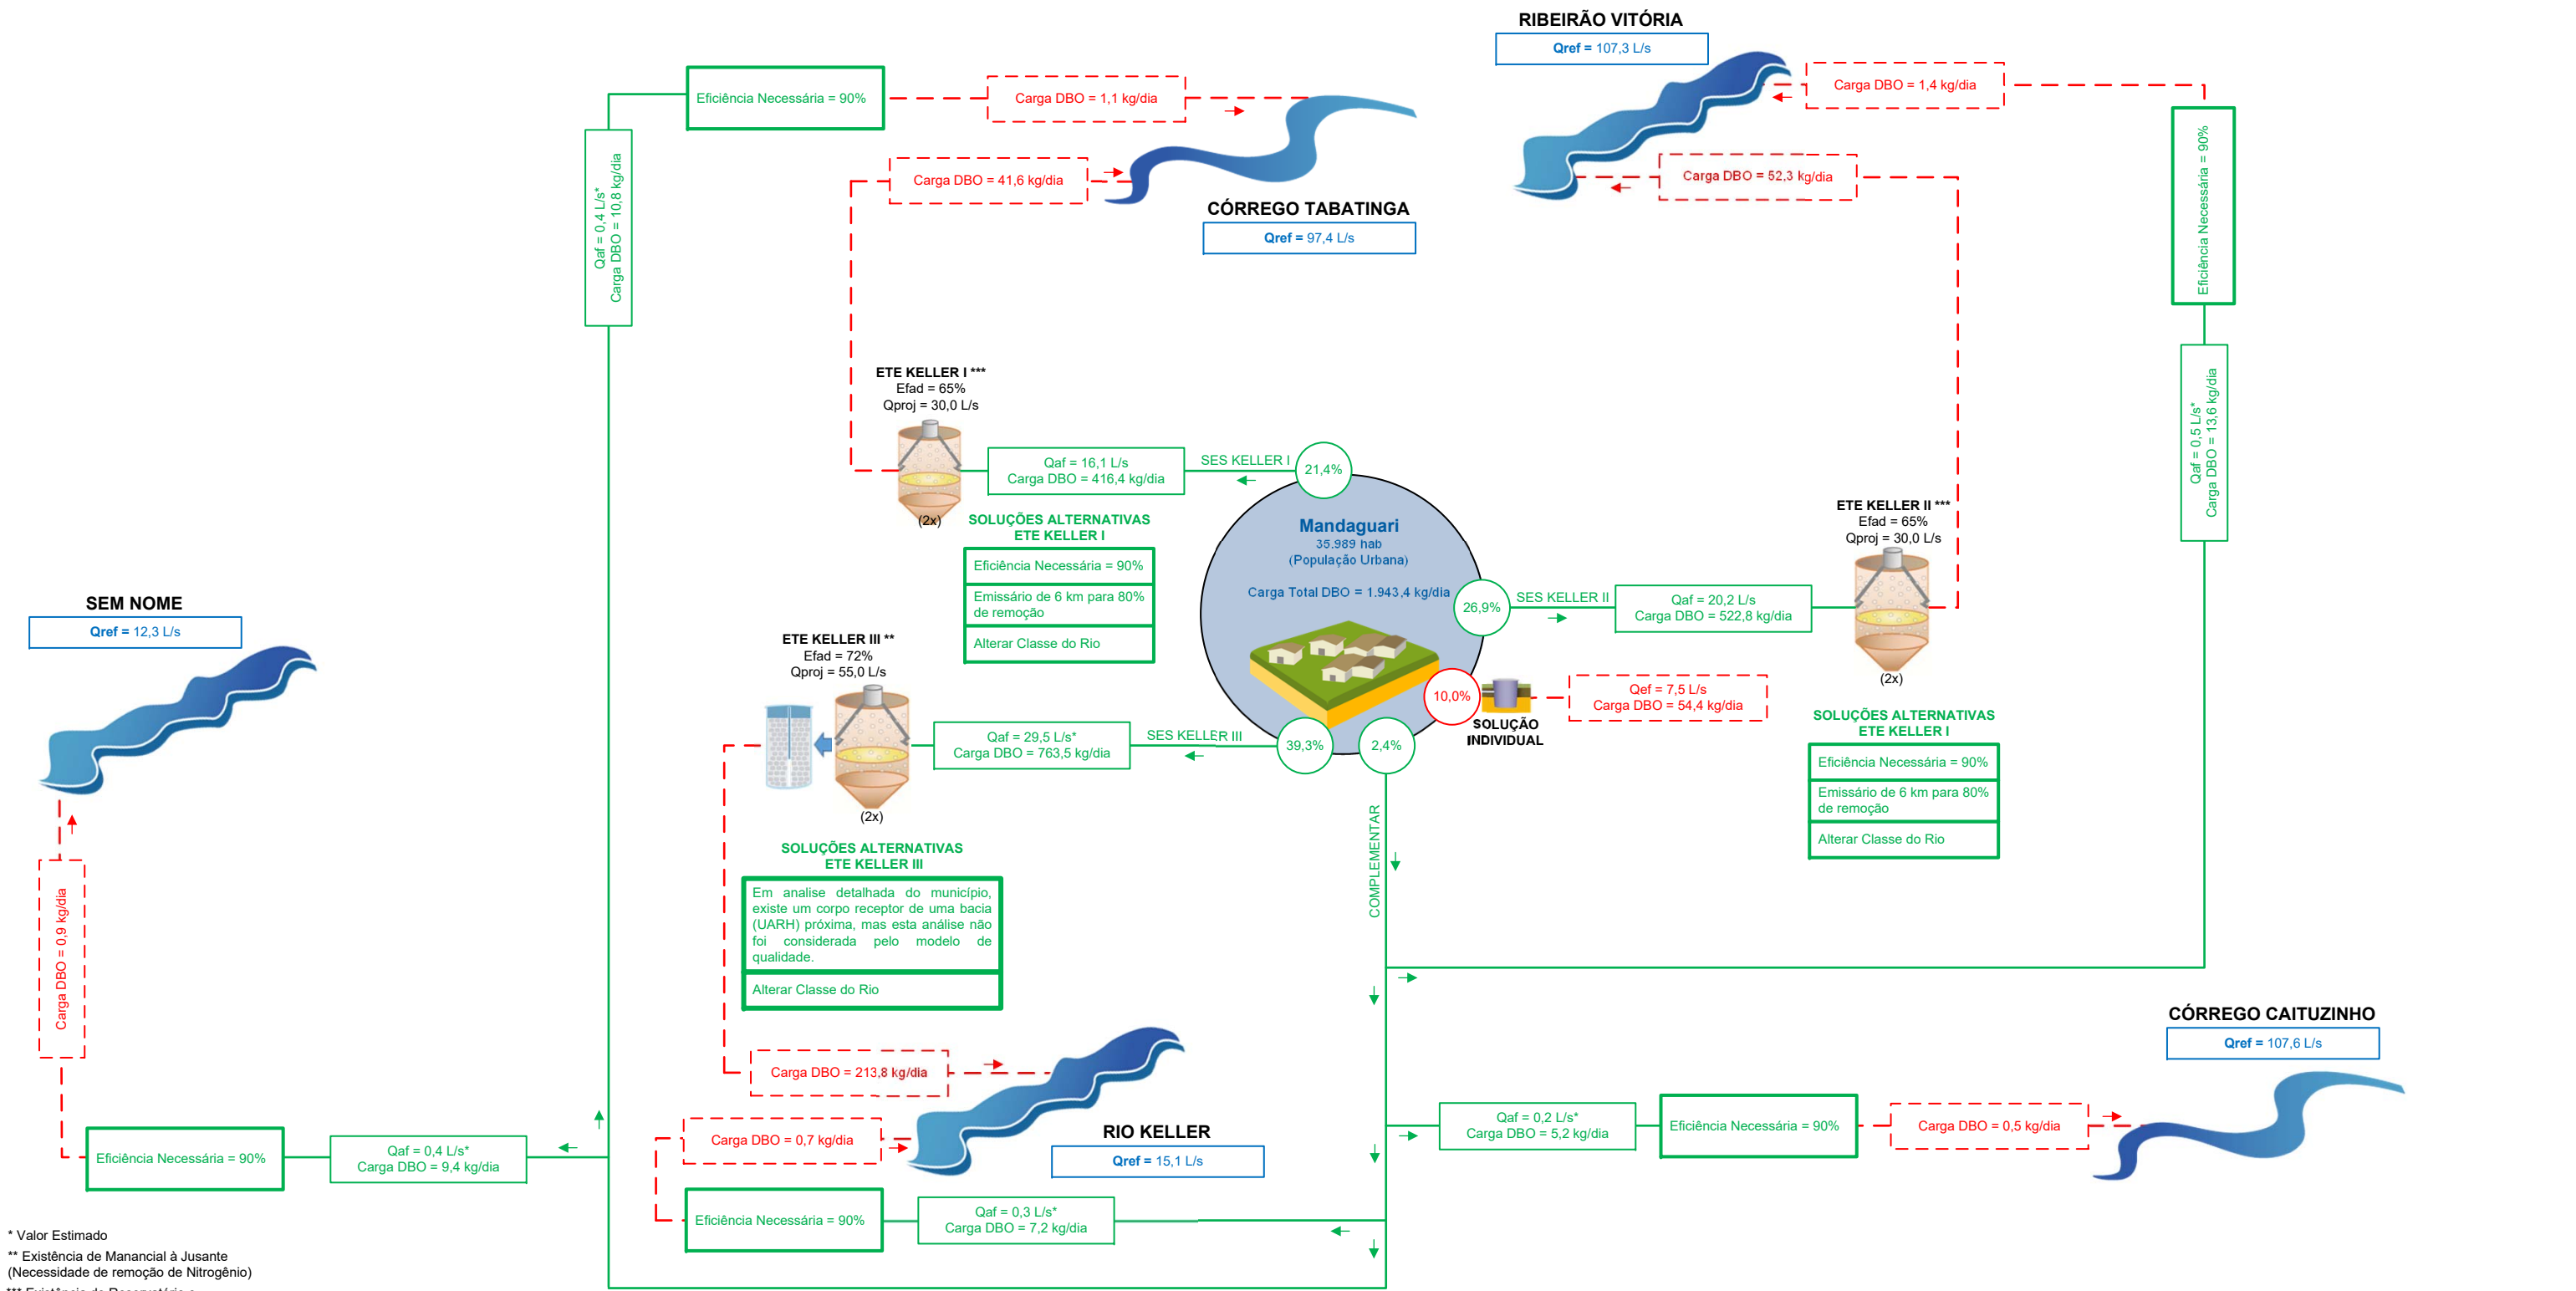 RIBEIRÃO VITÓRIA
Qref = 107,3 L/s
Eficiência Necessária = 90%
Carga DBO = 1,1 kg/dia
Carga DBO = 1,4 kg/dia
Qaf = 0,4 L/s*
Carga DBO = 10,8 kg/dia
Carga DBO = 41,6 kg/dia
CÓRREGO TABATINGA
Qref = 97,4 L/s
Carga DBO = 52,3 kg/dia
Eficiência Necessária = 90%
Qaf = 0,5 L/s*
Carga DBO = 13,6 kg/dia
ETE KELLER I ***
Efad = 65%
Qproj = 30,0 L/s
(2x)
Qaf = 16,1 L/s
Carga DBO = 416,4 kg/dia
SES KELLER I
21,4%
SOLUÇÕES ALTERNATIVAS
ETE KELLER I
Eficiência Necessária = 90%
Emissário de 6 km para 80%
de remoção
Alterar Classe do Rio
Mandaguari
35.989 hab
(População Urbana)
Carga Total DBO = 1.943,4 kg/dia
26,9%
SES KELLER II
Qaf = 20,2 L/s
Carga DBO = 522,8 kg/dia
ETE KELLER II ***
Efad = 65%
Qproj = 30,0 L/s
(2x)
10,0%
SOLUÇÃO
INDIVIDUAL
Qef = 7,5 L/s
Carga DBO = 54,4 kg/dia
SOLUÇÕES ALTERNATIVAS
ETE KELLER I
Eficiência Necessária = 90%
Emissário de 6 km para 80%
de remoção
Alterar Classe do Rio
SEM NOME
Qref = 12,3 L/s
ETE KELLER III **
Efad = 72%
Qproj = 55,0 L/s
(2x)
Qaf = 29,5 L/s*
Carga DBO = 763,5 kg/dia
SES KELLER III
39,3%
2,4%
COMPLEMENTAR
SOLUÇÕES ALTERNATIVAS
ETE KELLER III
Em analise detalhada do município,
existe um corpo receptor de uma bacia
(UARH) próxima, mas esta análise não
foi considerada pelo modelo de
qualidade.
Alterar Classe do Rio
Carga DBO = 0,9 kg/dia
Carga DBO = 213,8 kg/dia
Carga DBO = 0,7 kg/dia
RIO KELLER
Qref = 15,1 L/s
CÓRREGO CAITUZINHO
Qref = 107,6 L/s
Qaf = 0,2 L/s*
Carga DBO = 5,2 kg/dia
Eficiência Necessária = 90%
Carga DBO = 0,5 kg/dia
Eficiência Necessária = 90%
Qaf = 0,4 L/s*
Carga DBO = 9,4 kg/dia
Eficiência Necessária = 90%
Qaf = 0,3 L/s*
Carga DBO = 7,2 kg/dia
* Valor Estimado
** Existência de Manancial à Jusante
(Necessidade de remoção de Nitrogênio)